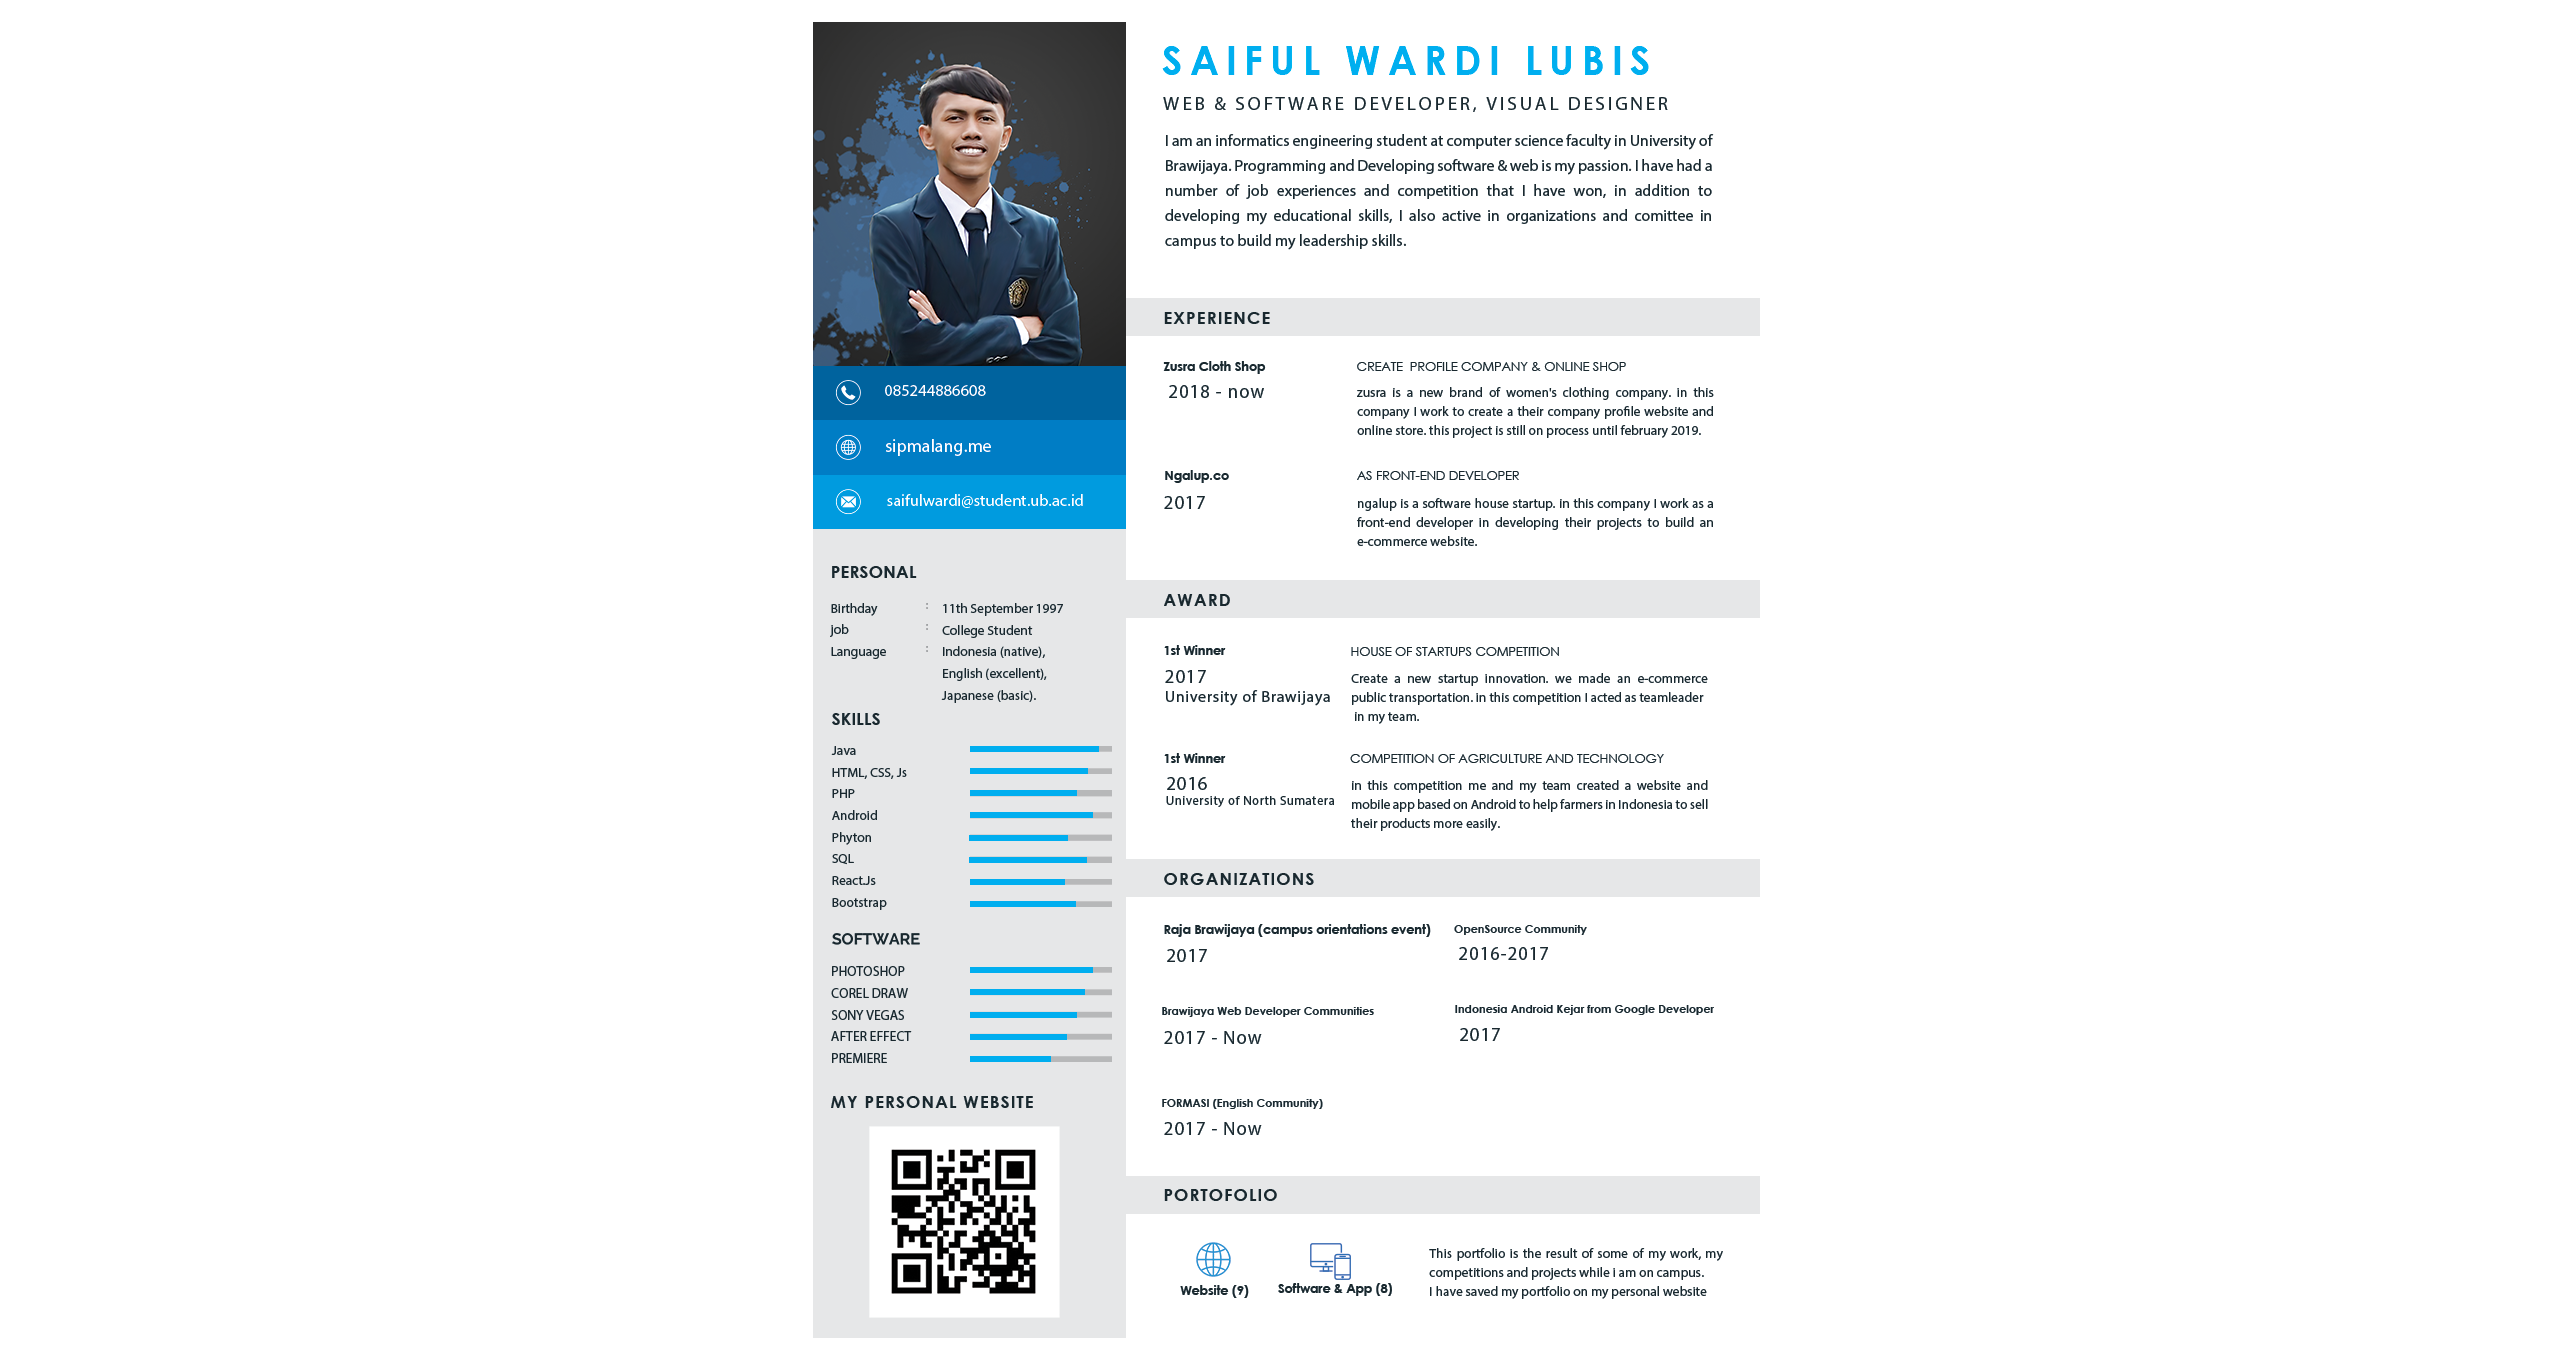 SAIFUL WARDI LUBIS
WEB & SOFTWARE DEVELOPER, VISUAL DESIGNER
I am an informatics engineering student at computer science faculty in University of
Brawijaya. Programming and Developing software & web is my passion. I have had a
number of job experiences and competition that I have won, in addition to
developing my educational skills, I also active in organizations and comittee in
campus to build my leadership skills.
085244886608
sipmalang.me
saifulwardi@student.ub.ac.id
PERSONAL
Birthday : 11th September 1997
job : College Student
Language : Indonesia (native),
English (excellent),
Japanese (basic).
SKILLS
Java
HTML, CSS, Js
PHP
Android
Phyton
SQL
React.Js
Bootstrap
SOFTWARE
PHOTOSHOP
COREL DRAW
SONY VEGAS
AFTER EFFECT
PREMIERE
MY PERSONAL WEBSITE
EXPERIENCE
Zusra Cloth Shop
2018 - now
CREATE PROFILE COMPANY & ONLINE SHOP
zusra is a new brand of women's clothing company. in this
company I work to create a their company profile website and
online store. this project is still on process until february 2019.
Ngalup.co
2017
AS FRONT-END DEVELOPER
ngalup is a software house startup. in this company I work as a
front-end developer in developing their projects to build an
e-commerce website.
AWARD
1st Winner
2017
University of Brawijaya
HOUSE OF STARTUPS COMPETITION
Create a new startup innovation. we made an e-commerce
public transportation. in this competition I acted as teamleader
in my team.
1st Winner
2016
University of North Sumatera
COMPETITION OF AGRICULTURE AND TECHNOLOGY
in this competition me and my team created a website and
mobile app based on Android to help farmers in Indonesia to sell
their products more easily.
ORGANIZATIONS
Raja Brawijaya (campus orientations event)
2017
OpenSource Community
2016-2017
Brawijaya Web Developer Communities
2017 - Now
Indonesia Android Kejar from Google Developer
2017
FORMASI (English Community)
2017 - Now
PORTOFOLIO
Website (9)
Software & App (8)
This portfolio is the result of some of my work, my
competitions and projects while i am on campus.
I have saved my portfolio on my personal website